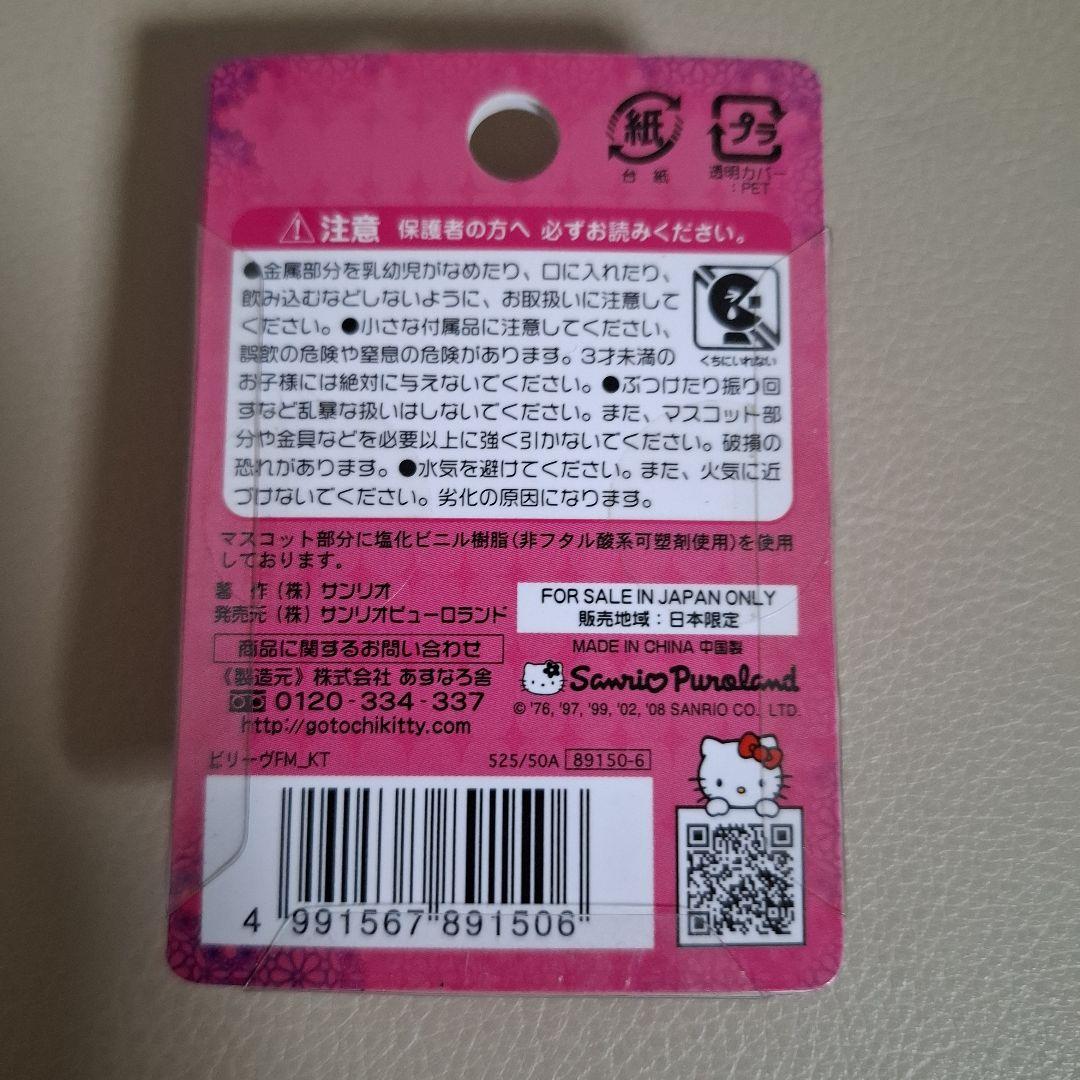 紙
プラ
台 紙
透明カバー
:PET
注意 保護者の方へ 必ずお読みください。
●金属部分を乳幼児がなめたり、口に入れたり、
飲み込むなどしないように、お取扱いに注意して
ください。●小さな付属品に注意してください、
誤飲の危険や窒息の危険があります。3才未満の
お子様には絶対に与えないでください。●ぶつけたり振り回
すなど乱暴な扱いはしないでください。また、マスコット部
分や金具などを必要以上に強く引かないでください。破損の
恐れがあります。●水気を避けてください。また、火気に近
づけないでください。劣化の原因になります。
くちにいれない
マスコット部分に塩化ビニル樹脂(非フタル酸系可塑剤使用)を使用
しております。
著 作(株)サンリオ
発売元(株)サンリオピューロランド
FOR SALE IN JAPAN ONLY
販売地域:日本限定
商品に関するお問い合わせ
《製造元》株式会社 あすなろ舎
0120-334-337
http://gotochikitty.com
MADE IN CHINA 中国製
Sanrio Puroland
© '76, '97, '99, '02, '08 SANRIO CO., LTD.
ビリーヴFM_KT
525/50A 89150-6
4 991567 891506